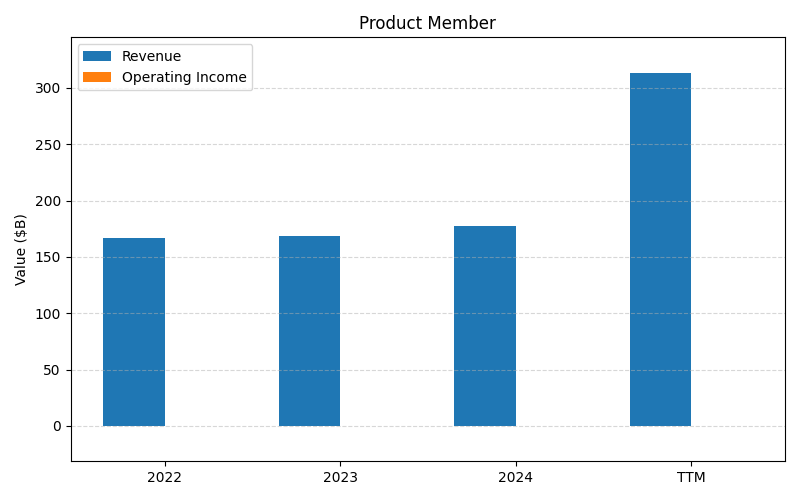 Product Member
Revenue
Operating Income
Value ($B)
300
250
200
150
100
50
0
2022 2023 2024 TTM